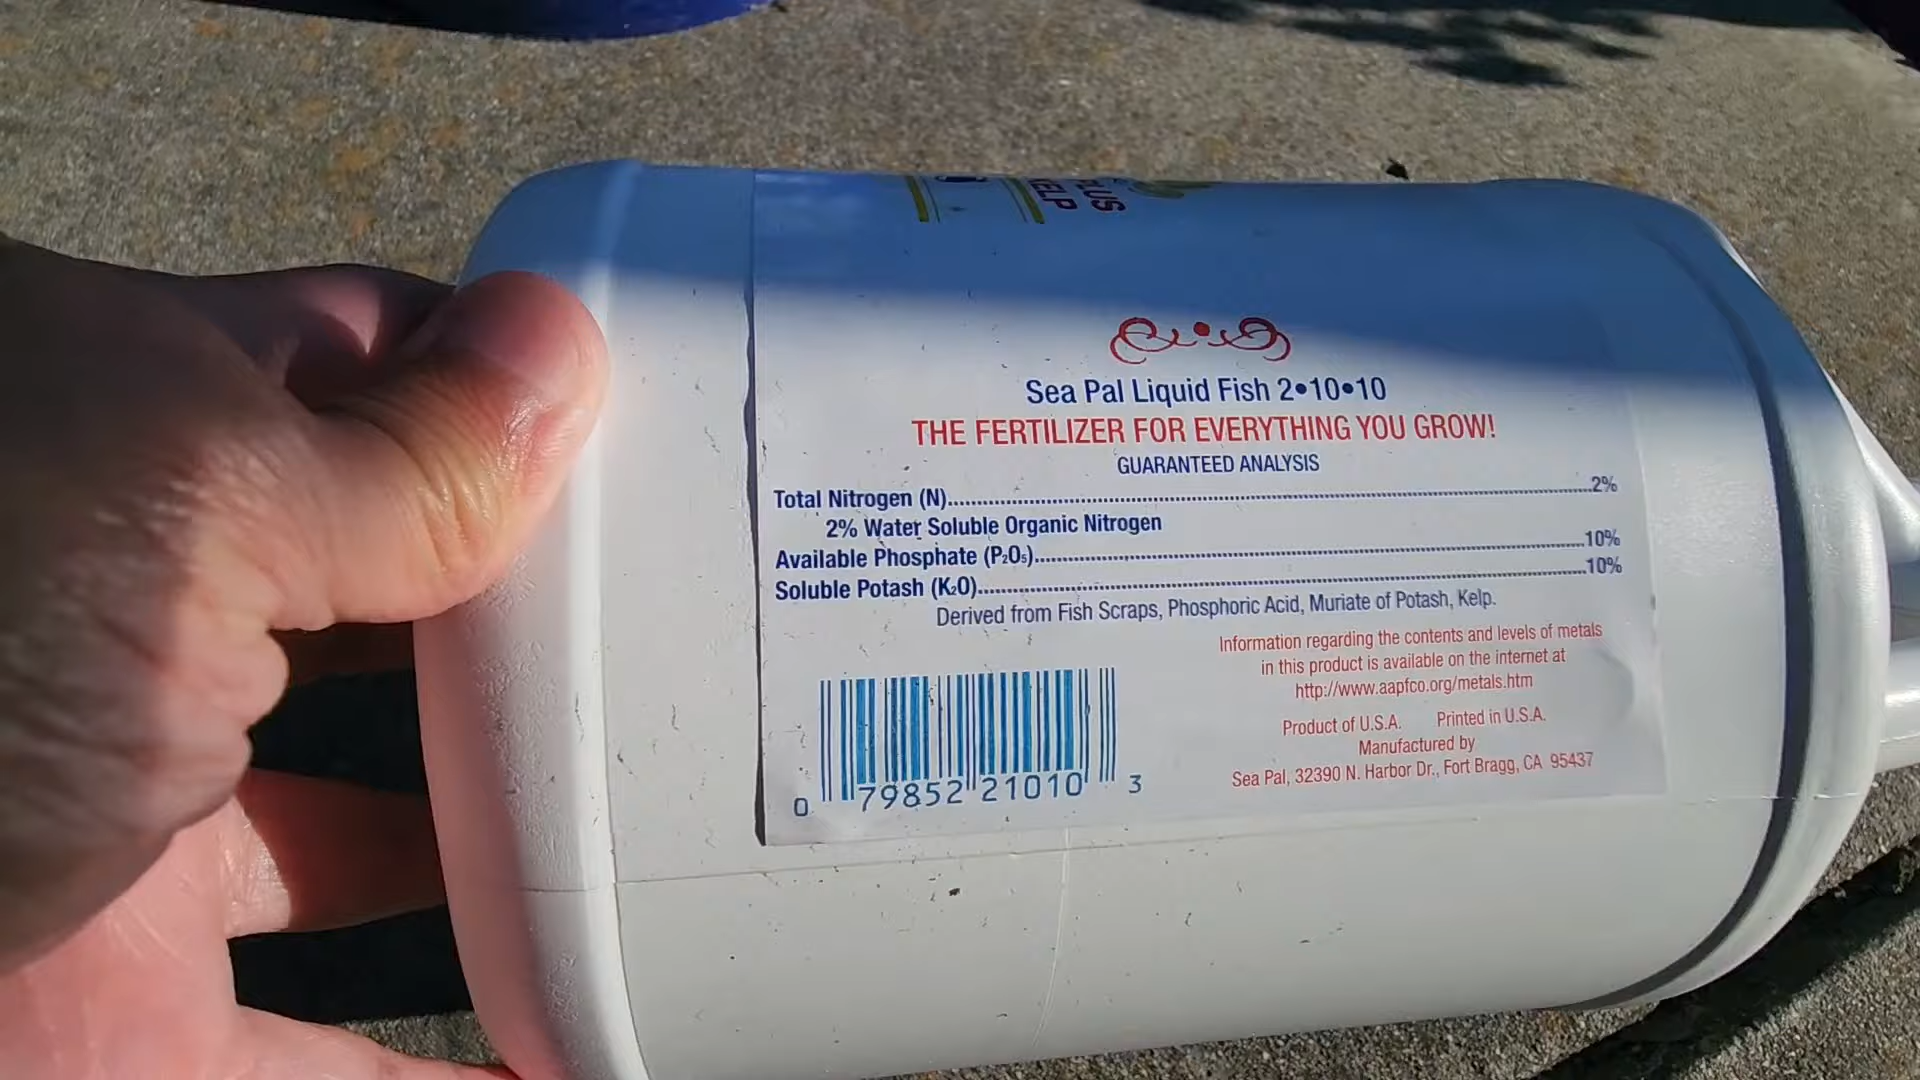 PLUS
KELP
Sea Pal Liquid Fish 2•10•10
THE FERTILIZER FOR EVERYTHING YOU GROW!
GUARANTEED ANALYSIS
Total Nitrogen (N)..........2%
2% Water Soluble Organic Nitrogen
Available Phosphate (P₂O₅)..........10%
Soluble Potash (K₂O)..........10%
Derived from Fish Scraps, Phosphoric Acid, Muriate of Potash, Kelp.
Information regarding the contents and levels of metals
in this product is available on the internet at
http://www.aapfco.org/metals.htm
Product of U.S.A. Printed in U.S.A.
Manufactured by
Sea Pal, 32390 N. Harbor Dr., Fort Bragg, CA 95437
0 79852 21010 3